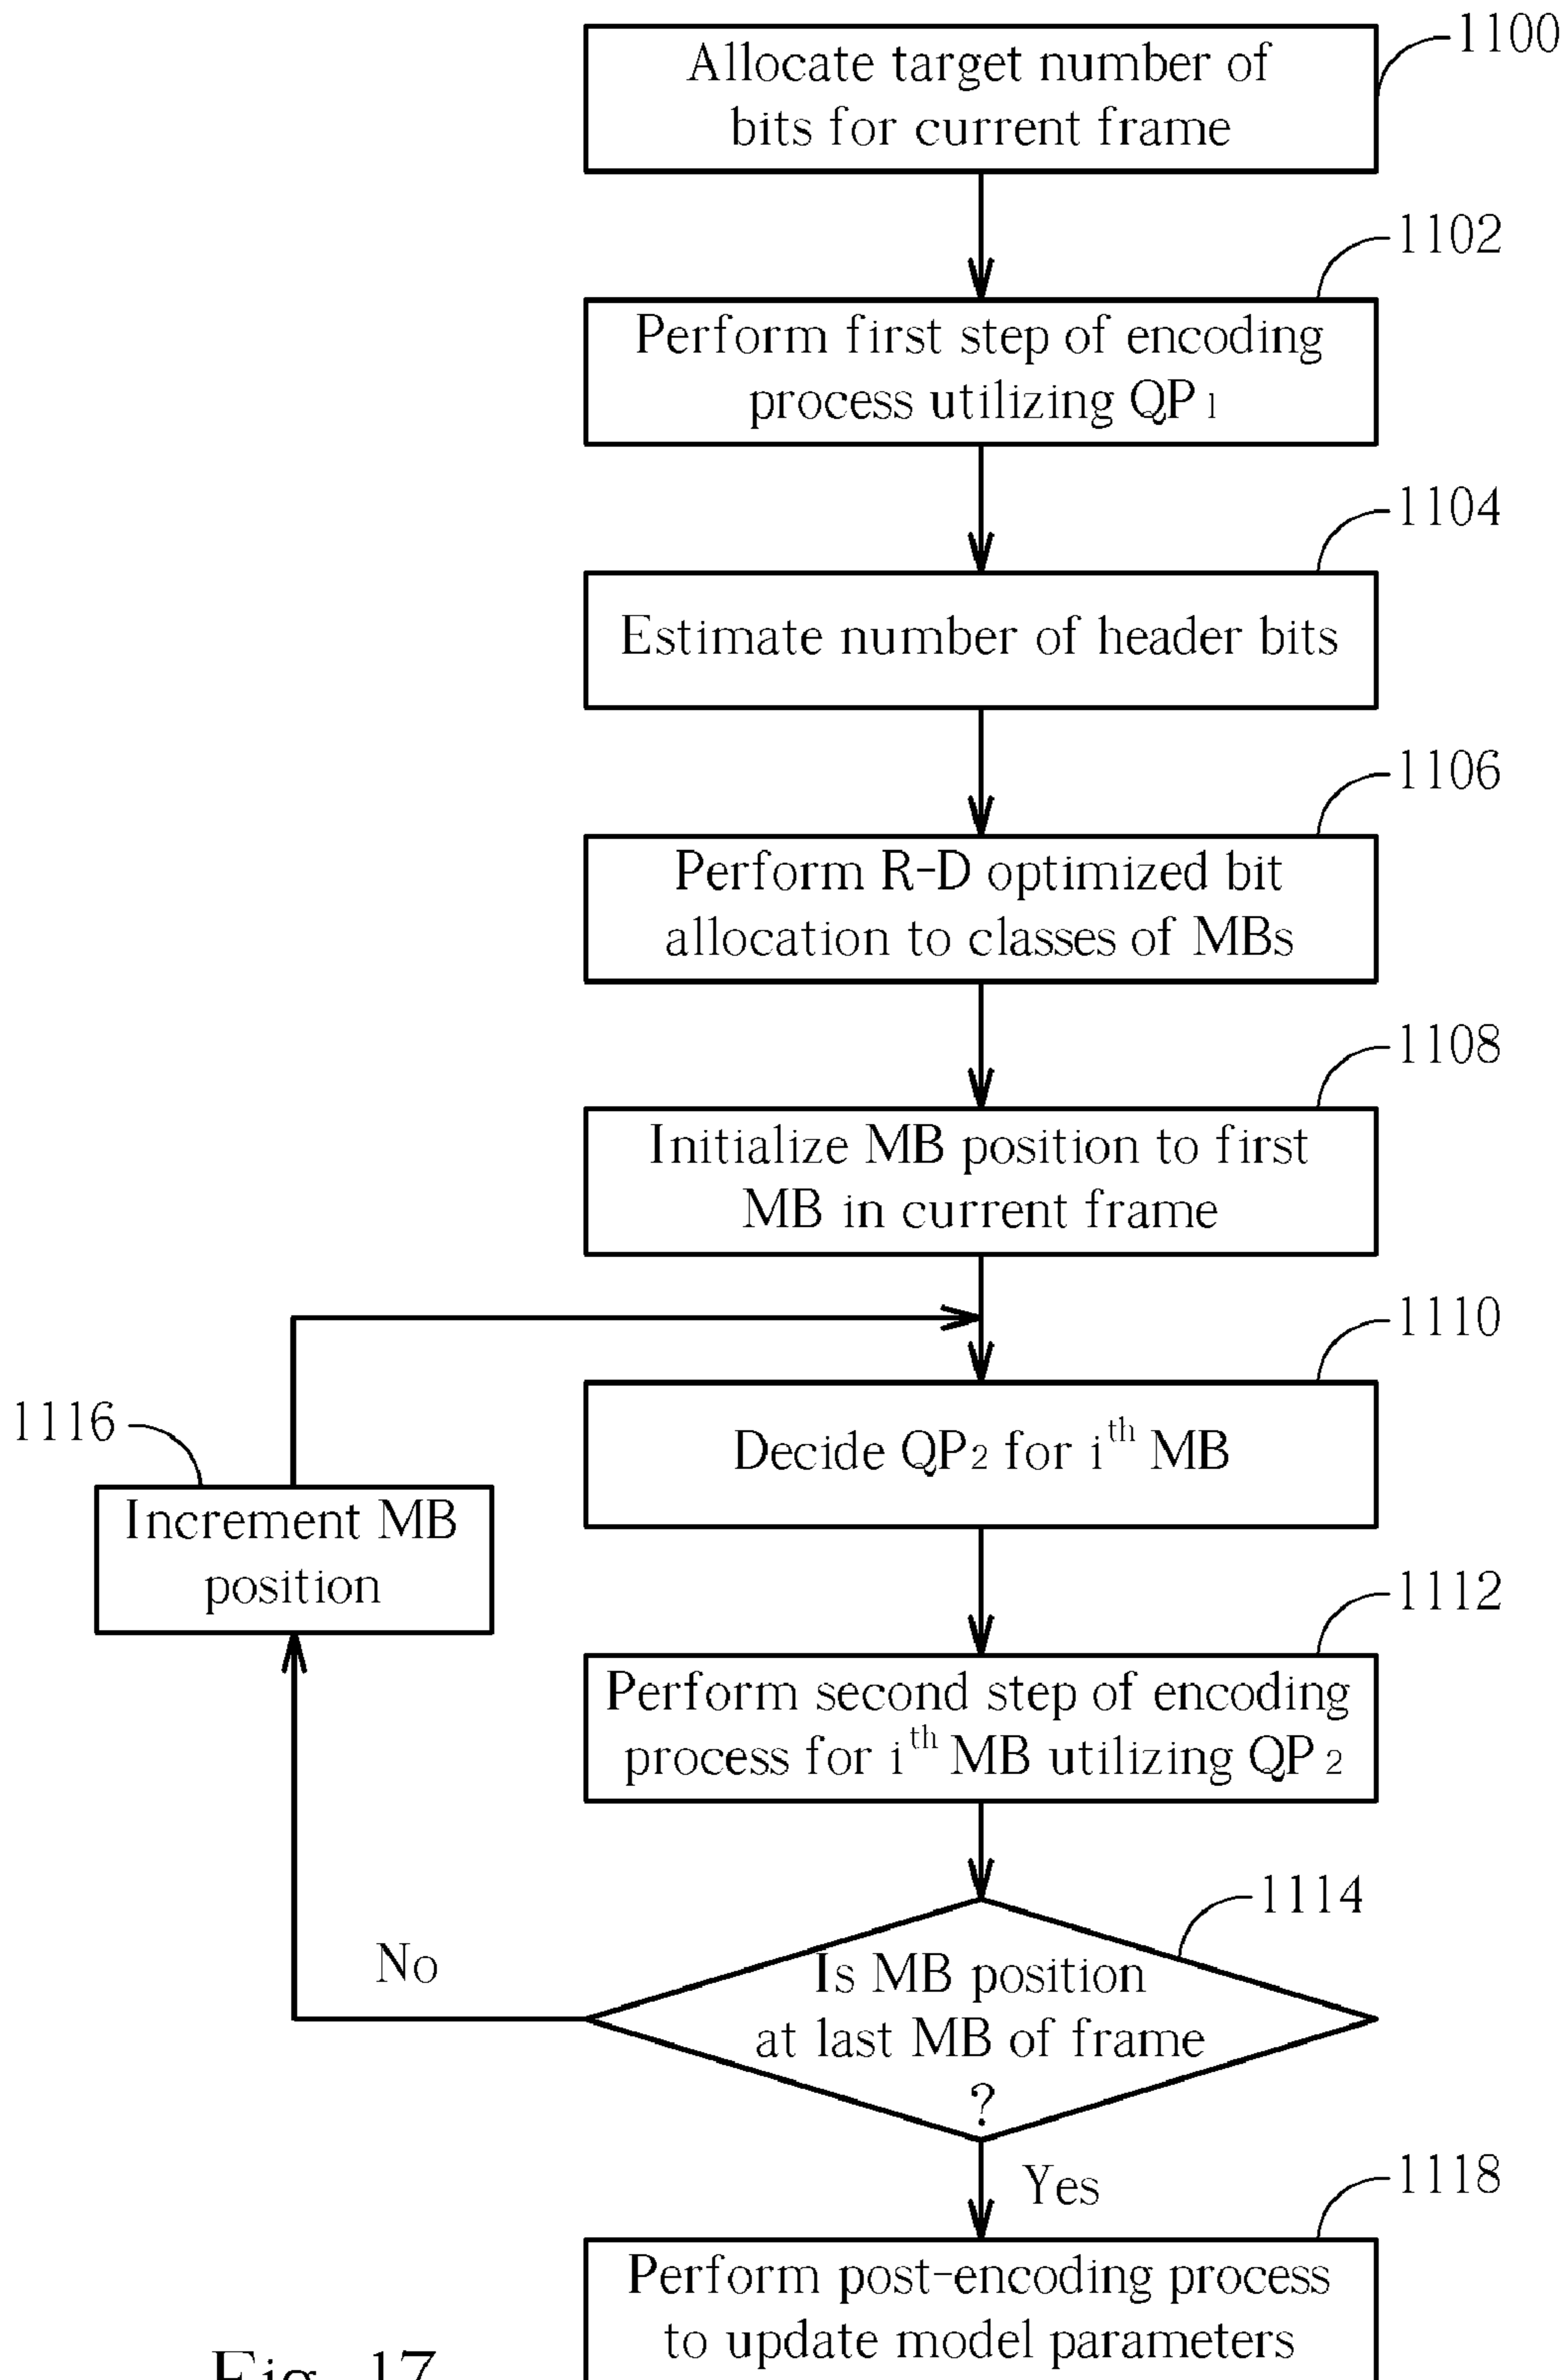 1100
Allocate target number of
bits for current frame
1102
Perform first step of encoding
process utilizing QP1
1104
Estimate number of header bits
1106
Perform R-D optimized bit
allocation to classes of MBs
1108
Initialize MB position to first
MB in current frame
1110
Decide QP2 for ith MB
1116
Increment MB
position
1112
Perform second step of encoding
process for ith MB utilizing QP2
1114
Is MB position
at last MB of frame
?
No
Yes
1118
Perform post-encoding process
to update model parameters
Fig. 17